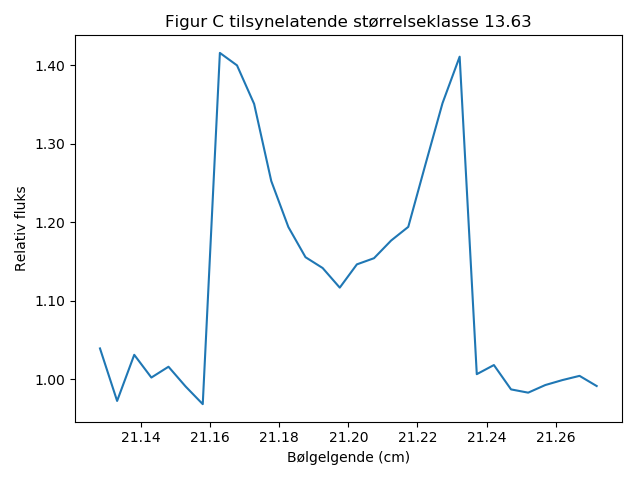 Figur C tilsynelatende størrelseklasse 13.63
1.40
1.30
1.20
1.10
1.00
Relativ fluks
21.14 21.16 21.18 21.20 21.22 21.24 21.26
Bølgelgende (cm)